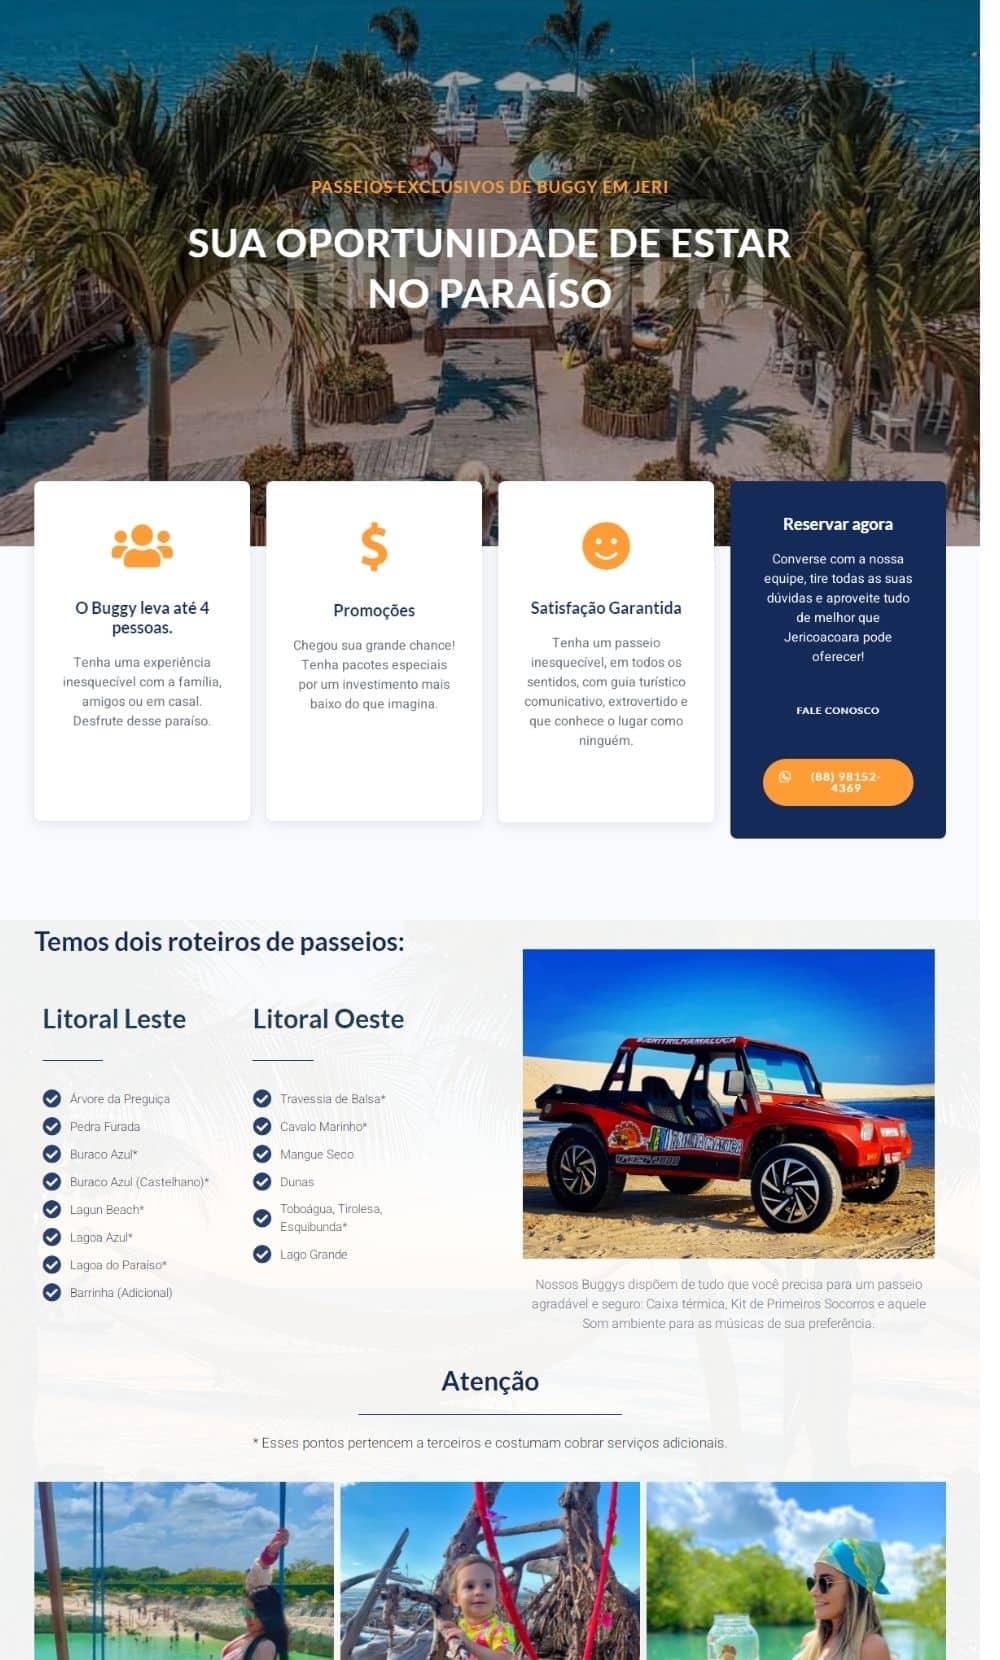 PASSEIOS EXCLUSIVOS DE BUGGY EM JERI
SUA OPORTUNIDADE DE ESTAR
NO PARAÍSO
O Buggy leva até 4
pessoas.
Tenha uma experiência
inesquecível com a família,
amigos ou em casal.
Desfrute desse paraíso.
Promoções
Chegou sua grande chance!
Tenha pacotes especiais
por um investimento mais
baixo do que imagina.
Satisfação Garantida
Tenha um passeio
inesquecível, em todos os
sentidos, com guia turístico
comunicativo, extrovertido e
que conhece o lugar como
ninguém.
Reservar agora
Converse com a nossa
equipe, tire todas as suas
dúvidas e aproveite tudo
de melhor que
Jericoacoara pode
oferecer!
FALE CONOSCO
(88) 98152-
4369
Temos dois roteiros de passeios:
Litoral Leste
Árvore da Preguiça
Pedra Furada
Buraco Azul*
Buraco Azul (Castelhano)*
Lagun Beach*
Lagoa Azul*
Lagoa do Paraíso*
Barrinha (Adicional)
Litoral Oeste
Travessia de Balsa*
Cavalo Marinho*
Mangue Seco
Dunas
Toboágua, Tirolesa,
Esquibunda*
Lago Grande
Nossos Buggys dispõem de tudo que você precisa para um passeio
agradável e seguro: Caixa térmica, Kit de Primeiros Socorros e aquele
Som ambiente para as músicas de sua preferência.
Atenção
* Esses pontos pertencem a terceiros e costumam cobrar serviços adicionais.